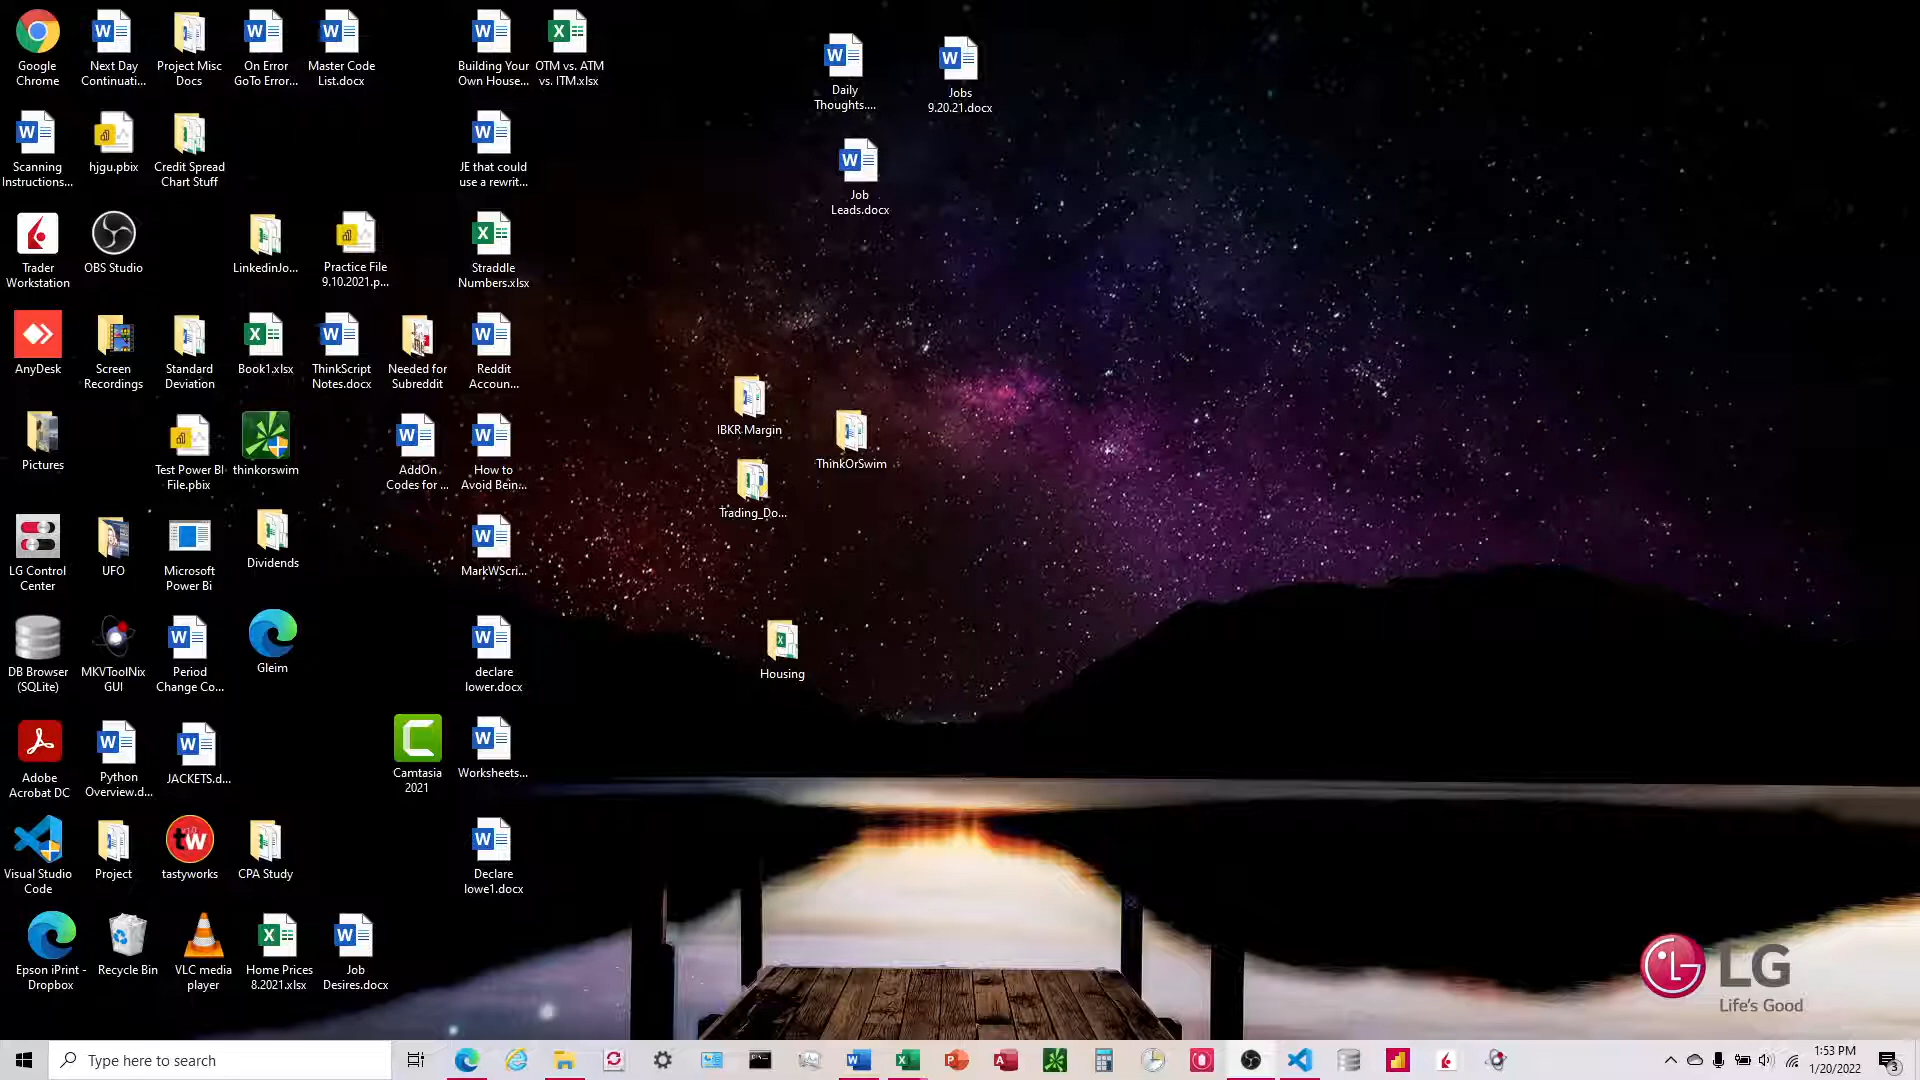 Google
Chrome
Next Day
Continuati...
Project Misc
Docs
On Error
GoTo Error...
Master Code
List.docx
Building Your
Own House...
OTM vs. ATM
vs. ITM.xlsx
Daily
Thoughts....
Jobs
9.20.21.docx
Scanning
Instructions...
hjgu.pbix
Credit Spread
Chart Stuff
JE that could
use a rewrit...
Job
Leads.docx
Trader
Workstation
OBS Studio
LinkedinJo...
Practice File
9.10.2021.p...
Straddle
Numbers.xlsx
AnyDesk
Screen
Recordings
Standard
Deviation
Book1.xlsx
ThinkScript
Notes.docx
Needed for
Subreddit
Reddit
Accoun...
IBKR Margin
ThinkOrSwim
Pictures
Test Power BI
File.pbix
thinkorswim
AddOn
Codes for ...
How to
Avoid Bein...
Trading_Do...
LG Control
Center
UFO
Microsoft
Power Bi
Dividends
MarkWScri...
DB Browser
(SQLite)
MKVToolNix
GUI
Period
Change Co...
Gleim
declare
lower.docx
Housing
Adobe
Acrobat DC
Python
Overview.d...
JACKETS.d...
Camtasia
2021
Worksheets...
Visual Studio
Code
Project
tw
tastyworks
CPA Study
Declare
lowe1.docx
Epson iPrint -
Dropbox
Recycle Bin
VLC media
player
Home Prices
8.2021.xlsx
Job
Desires.docx
LG
Life's Good
Type here to search
1:53 PM
1/20/2022
3